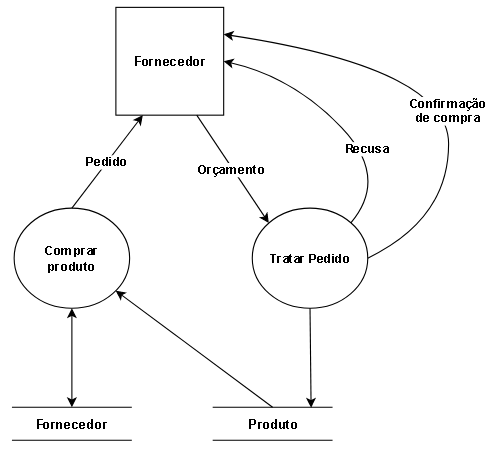 Fornecedor
Confirmação
de compra
Recusa
Pedido
Orçamento
Comprar
produto
Tratar Pedido
Fornecedor
Produto